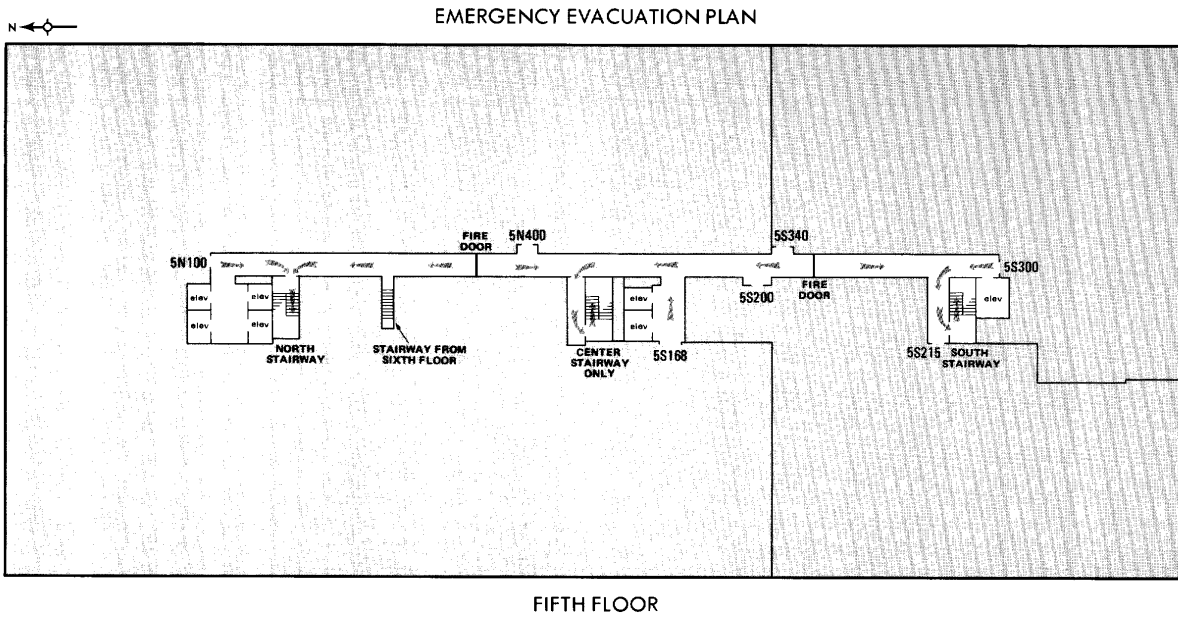 EMERGENCY EVACUATION PLAN
N
5N100
FIRE
DOOR
5N400
5S340
5S300
5S200
FIRE
DOOR
elev
elev
elev
elev
elev
elev
elev
NORTH
STAIRWAY
STAIRWAY FROM
SIXTH FLOOR
CENTER
STAIRWAY
ONLY
5S168
5S215
SOUTH
STAIRWAY
FIFTH FLOOR